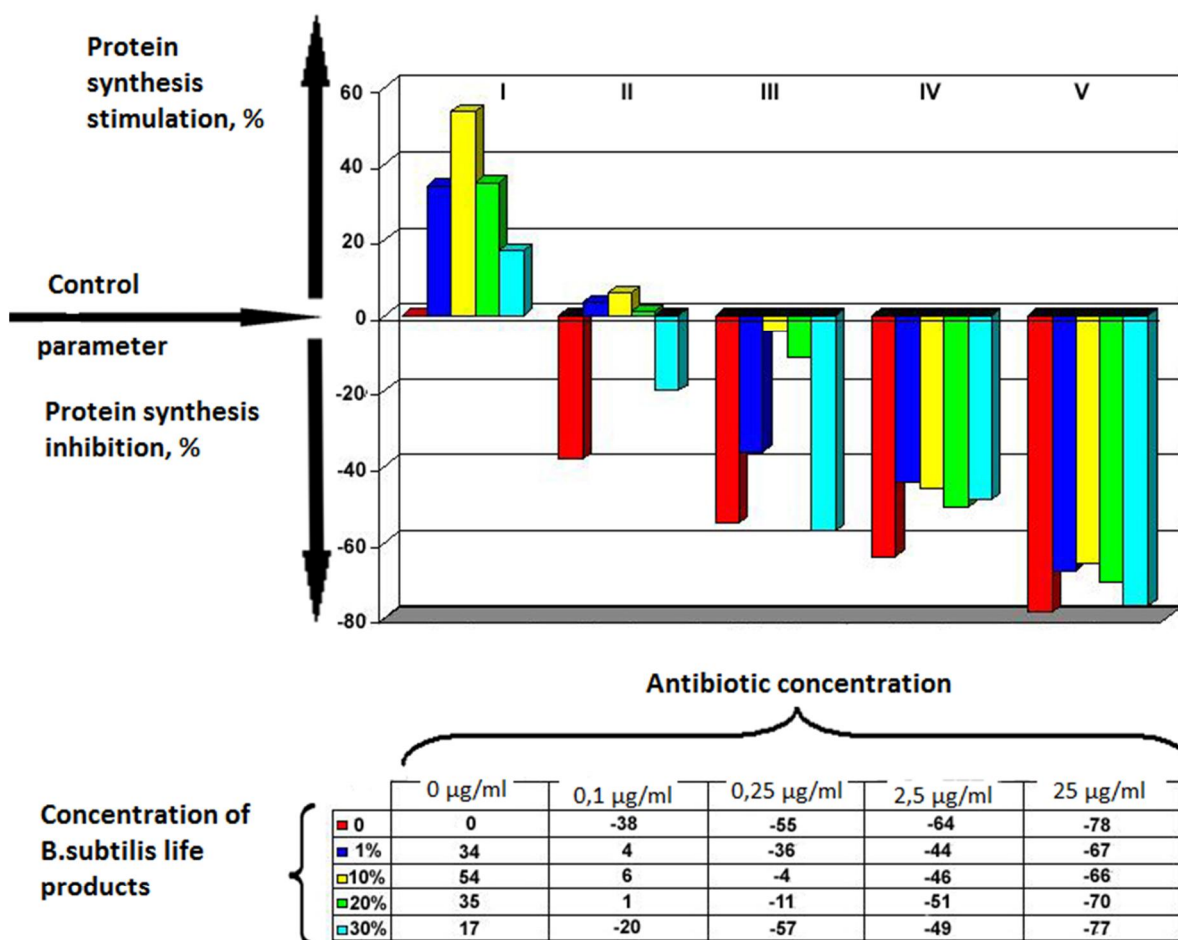 Protein
synthesis
stimulation, %
Control
parameter
Protein synthesis
inhibition, %
60
40
20
0
-20
-40
-60
-80
I II III IV V
Antibiotic concentration
0 µg/ml 0,1 µg/ml 0,25 µg/ml 2,5 µg/ml 25 µg/ml
Concentration of
B.subtilis life
products
0 0 -38 -55 -64 -78
1% 34 4 -36 -44 -67
10% 54 6 -4 -46 -66
20% 35 1 -11 -51 -70
30% 17 -20 -57 -49 -77